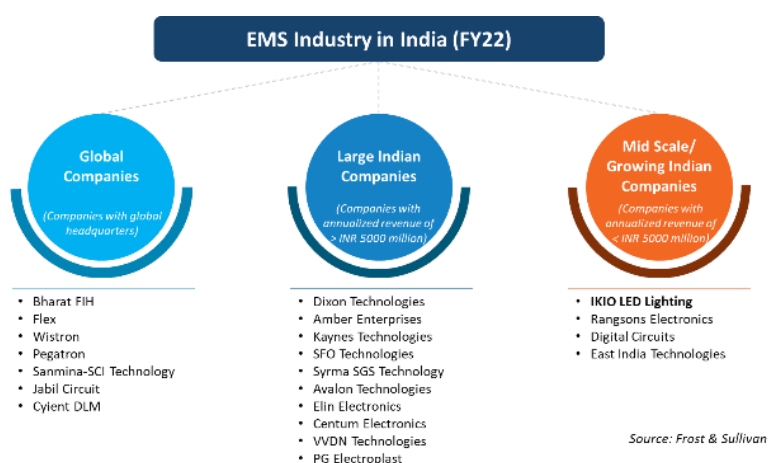 EMS Industry in India (FY22)
Global
Companies
(Companies with global
headquarters)
• Bharat FIH
• Flex
• Wistron
• Pegatron
• Sanmina-SCI Technology
• Jabil Circuit
• Cyient DLM
Large Indian
Companies
(Companies with
annualized revenue of
> INR 5000 million)
• Dixon Technologies
• Amber Enterprises
• Kaynes Technologies
• SFO Technologies
• Syrma SGS Technology
• Avalon Technologies
• Elin Electronics
• Centum Electronics
• VVDN Technologies
• PG Electroplast
Mid Scale/
Growing Indian
Companies
(Companies with
annualized revenue of
< INR 5000 million)
• IKIO LED Lighting
• Rangsons Electronics
• Digital Circuits
• East India Technologies
Source: Frost & Sullivan